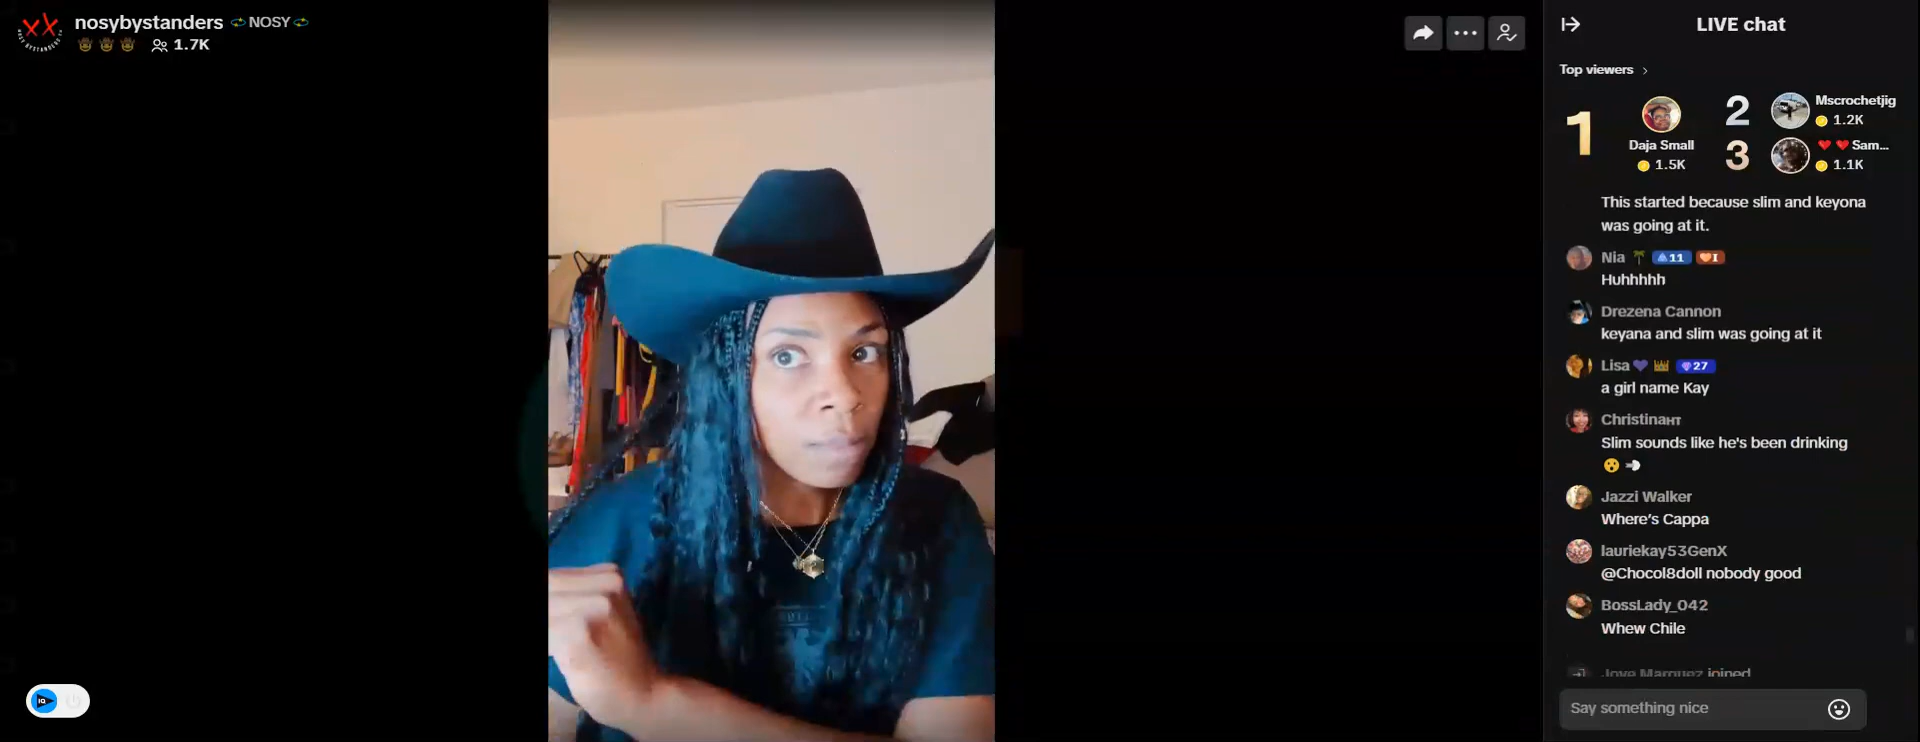 nosybystanders NOSY
1.7K
LIVE chat
Top viewers
1
Daja Small
1.5K
2
Mscrochetjig
1.2K
3
Sam...
1.1K
This started because slim and keyona
was going at it.
Nia 11 I
Huhhhhh
Drezena Cannon
keyana and slim was going at it
Lisa 27
a girl name Kay
Christinaнт
Slim sounds like he's been drinking
Jazzi Walker
Where's Cappa
lauriekay53GenX
@Chocol8doll nobody good
BossLady_042
Whew Chile
joined
Say something nice